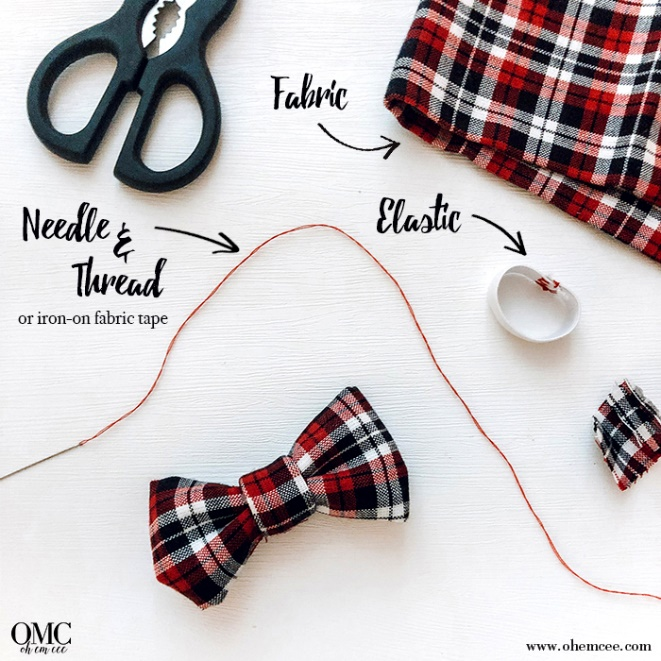 Fabric
Needle &
Thread
or iron-on fabric tape
Elastic
OMC
oh em cee
www.ohemcee.com